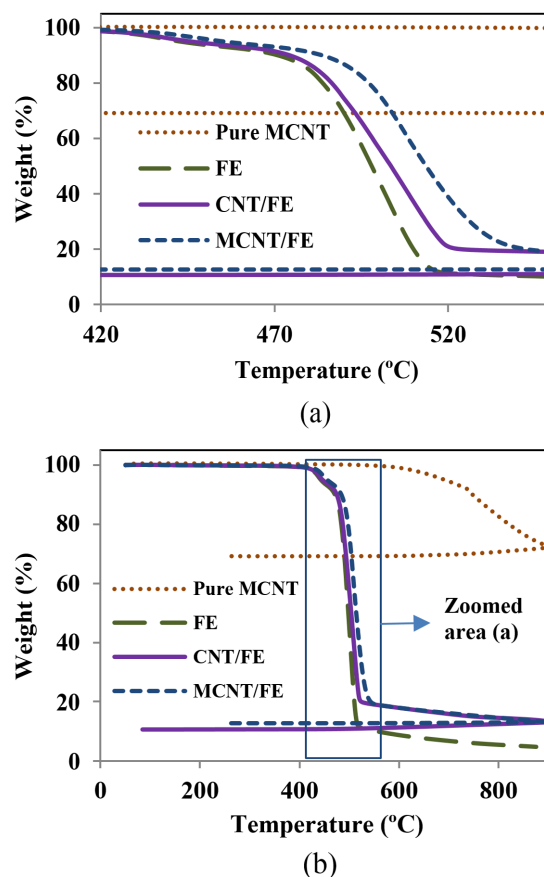 100
80
60
40
20
0
Weight (%)
Pure MCNT
FE
CNT/FE
MCNT/FE
420 470 520
Temperature (ºC)
(a)
100
80
60
40
20
0
Weight (%)
Pure MCNT
FE
CNT/FE
MCNT/FE
Zoomed
area (a)
0 200 400 600 800
Temperature (ºC)
(b)